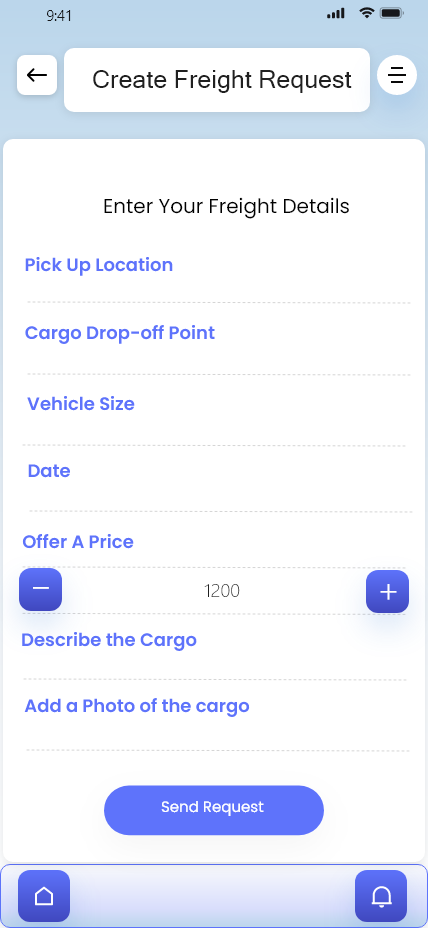 9:41
Create Freight Request
Enter Your Freight Details
Pick Up Location
Cargo Drop-off Point
Vehicle Size
Date
Offer A Price
1200
Describe the Cargo
Add a Photo of the cargo
Send Request